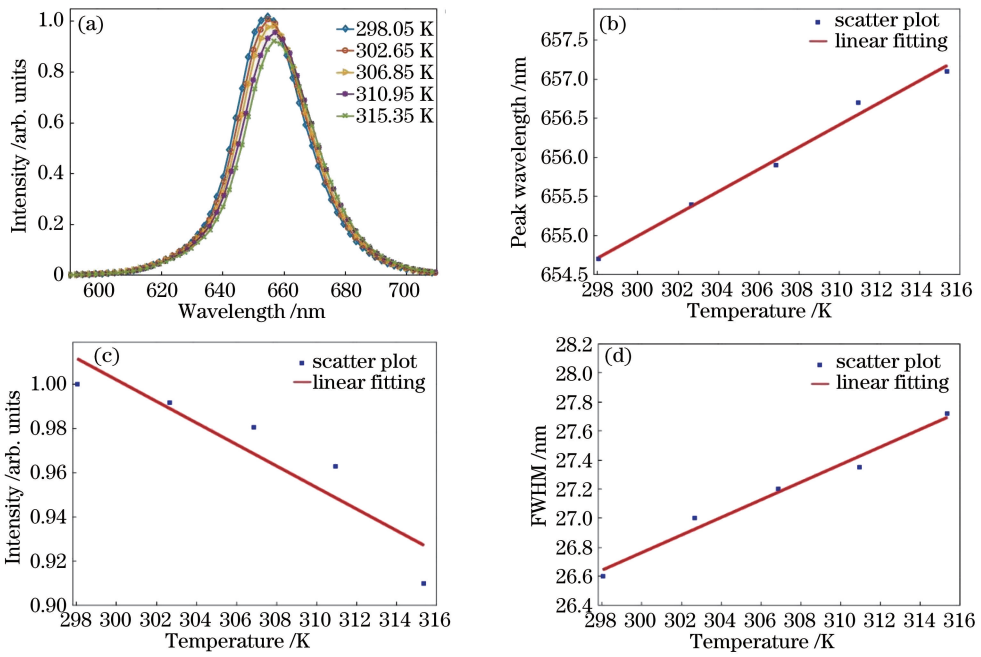 (a)
298.05 K
302.65 K
306.85 K
310.95 K
315.35 K
1.0
0.8
0.6
0.4
0.2
0
600 620 640 660 680 700
Wavelength /nm
Intensity /arb. units
(b)
scatter plot
linear fitting
657.5
657.0
656.5
656.0
655.5
655.0
654.5
298 300 302 304 306 308 310 312 314 316
Temperature /K
Peak wavelength /nm
(c)
scatter plot
linear fitting
1.00
0.98
0.96
0.94
0.92
0.90
298 300 302 304 306 308 310 312 314 316
Temperature /K
Intensity /arb. units
(d)
scatter plot
linear fitting
28.2
28.0
27.8
27.6
27.4
27.2
27.0
26.8
26.6
26.4
298 300 302 304 306 308 310 312 314 316
Temperature /K
FWHM /nm